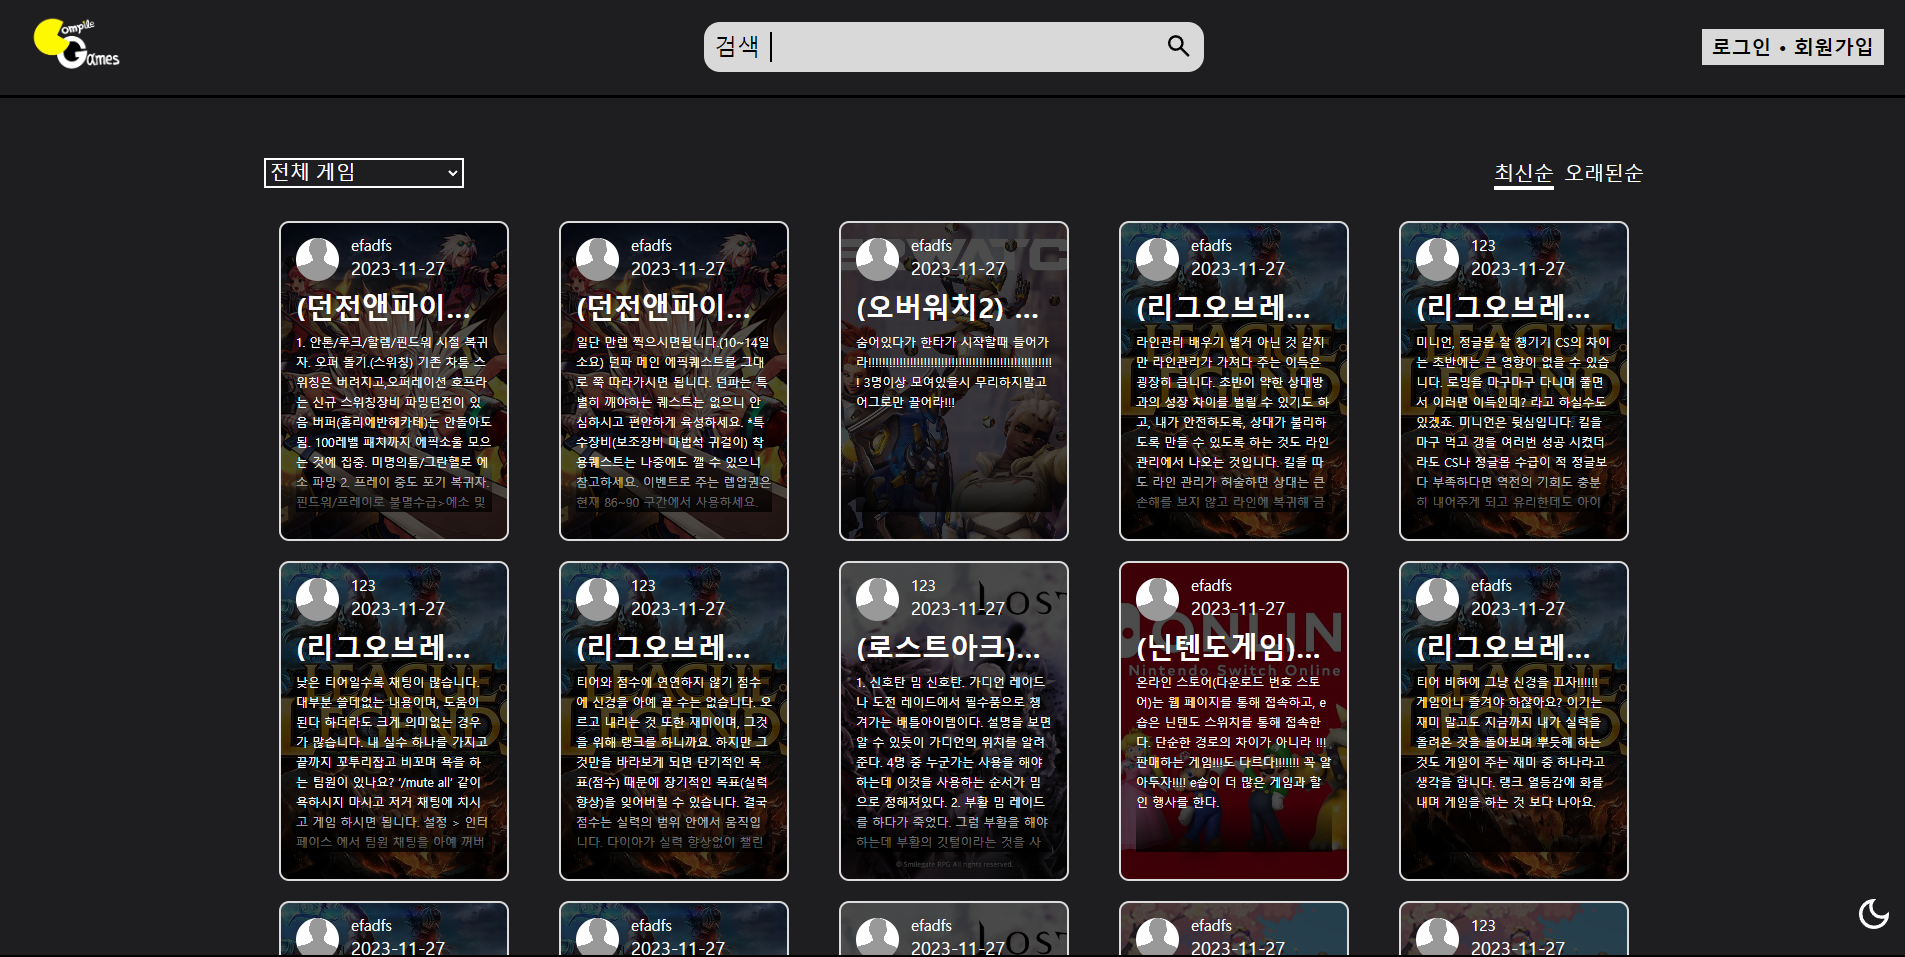 Compile
Games
검색
로그인 • 회원가입
전체 게임
최신순 오래된순
efadfs
2023-11-27
(던전앤파이...
1. 안톤/루크/할렘/핀드워 시절 복귀
자. 오퍼 돌기.(스위칭) 기존 차틈 스
위칭은 버려지고,오퍼레이션 호프라
는 신규 스위칭장비 파밍던전이 있
음 버퍼(홀리에반헤카테)는 안돌아도
됨. 100레벨 패치까지 에픽소울 모으
는 것에 집중. 미명의틈/그란헬로 에
소 파밍 2. 프레이 중도 포기 복귀자.
핀드워/프레이로 불멸수급>에소 및
efadfs
2023-11-27
(던전앤파이...
일단 만렙 찍으시면됩니다.(10~14일
소요) 던파 메인 에픽퀘스트를 그대
로 쭉 따라가시면 됩니다. 던파는 특
별히 깨야하는 퀘스트는 없으니 안
심하시고 편안하게 육성하세요. *특
수장비(보조장비 마법석 귀걸이) 착
용퀘스트는 나중에도 깰 수 있으니
참고하세요. 이벤트로 주는 렙업권은
현재 86~90 구간에서 사용하세요.
efadfs
2023-11-27
(오버워치2) ...
숨어있다가 한타가 시작할때 들어가
라!!!!!!!!!!!!!!!!!!!!!!!!!!!!!!!!!!!!!!!!!!!!!!!!!!!!!
! 3명이상 모여있을시 무리하지말고
어그로만 끌어라!!!
efadfs
2023-11-27
(리그오브레...
LEAGUE
LEGENDS
라인관리 배우기 별거 아닌 것 같지
만 라인관리가 가져다 주는 이득은
굉장히 큽니다. 초반이 약한 상대방
과의 성장 차이를 벌릴 수 있기도 하
고, 내가 안전하도록, 상대가 불리하
도록 만들 수 있도록 하는 것도 라인
관리에서 나오는 것입니다. 킬을 따
도 라인 관리가 허술하면 상대는 큰
손해를 보지 않고 라인에 복귀해 금
123
2023-11-27
(리그오브레...
LEAGUE
LEGENDS
미니언, 정글몹 잘 챙기기 CS의 차이
는 초반에는 큰 영향이 없을 수 있습
니다. 로밍을 마구마구 다니며 풀면
서 이러면 이득인데? 라고 하실수도
있겠죠. 미니언은 뒷심입니다. 킬을
마구 먹고 갱을 여러번 성공 시켰더
라도 CS나 정글몹 수급이 적 정글보
다 부족하다면 역전의 기회도 충분
히 내어주게 되고 유리한데도 아이
123
2023-11-27
(리그오브레...
LEAGUE
LEGENDS
낮은 티어일수록 채팅이 많습니다.
대부분 쓸데없는 내용이며, 도움이
된다 하더라도 크게 의미없는 경우
가 많습니다. 내 실수 하나를 가지고
끝까지 꼬투리잡고 비꼬며 욕을 하
는 팀원이 있나요? ‘/mute all’ 같이
욕하시지 마시고 저거 채팅에 치시
고 게임 하시면 됩니다. 설정 > 인터
페이스 에서 팀원 채팅을 아예 꺼버
123
2023-11-27
(리그오브레...
LEAGUE
LEGENDS
티어와 점수에 연연하지 않기 점수
에 신경을 아예 끌 수는 없습니다. 오
르고 내리는 것 또한 재미이며, 그것
을 위해 랭크를 하니까요. 하지만 그
것만을 바라보게 되면 단기적인 목
표(점수) 때문에 장기적인 목표(실력
향상)을 잊어버릴 수 있습니다. 결국
점수는 실력의 범위 안에서 움직입
니다. 다이아가 실력 향상없이 챌린
123
2023-11-27
LOST
(로스트아크)...
1. 신호탄 밈 신호탄. 가디언 레이드
나 도전 레이드에서 필수품으로 챙
겨가는 배틀아이템이다. 설명을 보면
알 수 있듯이 가디언의 위치를 알려
준다. 4명 중 누군가는 사용을 해야
하는데 이것을 사용하는 순서가 밈
으로 정해져있다. 2. 부활 밈 레이드
를 하다가 죽었다. 그럼 부활을 해야
하는데 부활의 깃털이라는 것을 사
© Smilegate RPG All rights reserved.
efadfs
2023-11-27
ONLIN
(닌텐도게임)...
Nintendo Switch Online
온라인 스토어(다운로드 번호 스토
어)는 웹 페이지를 통해 접속하고, e
숍은 닌텐도 스위치를 통해 접속한
다. 단순한 경로의 차이가 아니라 !!!
판매하는 게임!!!도 다르다!!!!!!! 꼭 알
아두자!!!! e숍이 더 많은 게임과 할
인 행사를 한다.
efadfs
2023-11-27
(리그오브레...
LEAGUE
LEGENDS
티어 비하에 그냥 신경을 끄자!!!!!!
게임이니 즐겨야 하잖아요? 이기는
재미 말고도 지금까지 내가 실력을
올려온 것을 돌아보며 뿌듯해 하는
것도 게임이 주는 재미 중 하나라고
생각을 합니다. 랭크 열등감에 화를
내며 게임을 하는 것 보다 나아요.
efadfs
2023-11-27
efadfs
2023-11-27
efadfs
2023-11-27
LOST
efadfs
2023-11-27
123
2023-11-27